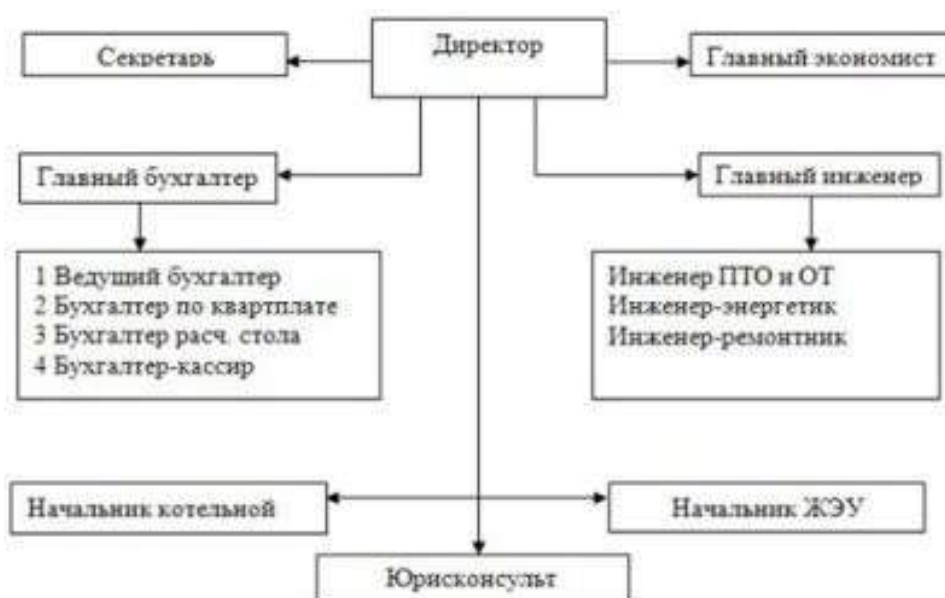 Директор
Секретарь
Главный экономист
Главный бухгалтер
Главный инженер
1 Ведущий бухгалтер
2 Бухгалтер по квартплате
3 Бухгалтер расч. стола
4 Бухгалтер-кассир
Инженер ПТО и ОТ
Инженер-энергетик
Инженер-ремонтник
Начальник котельной
Начальник ЖЭУ
Юрисконсульт